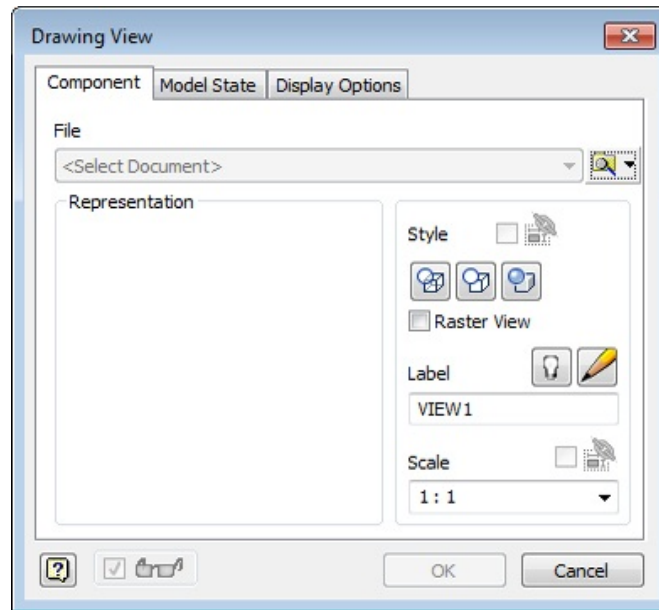 Drawing View
Component Model State Display Options
File
<Select Document>
Representation
Style
Raster View
Label
VIEW1
Scale
1 : 1
OK Cancel